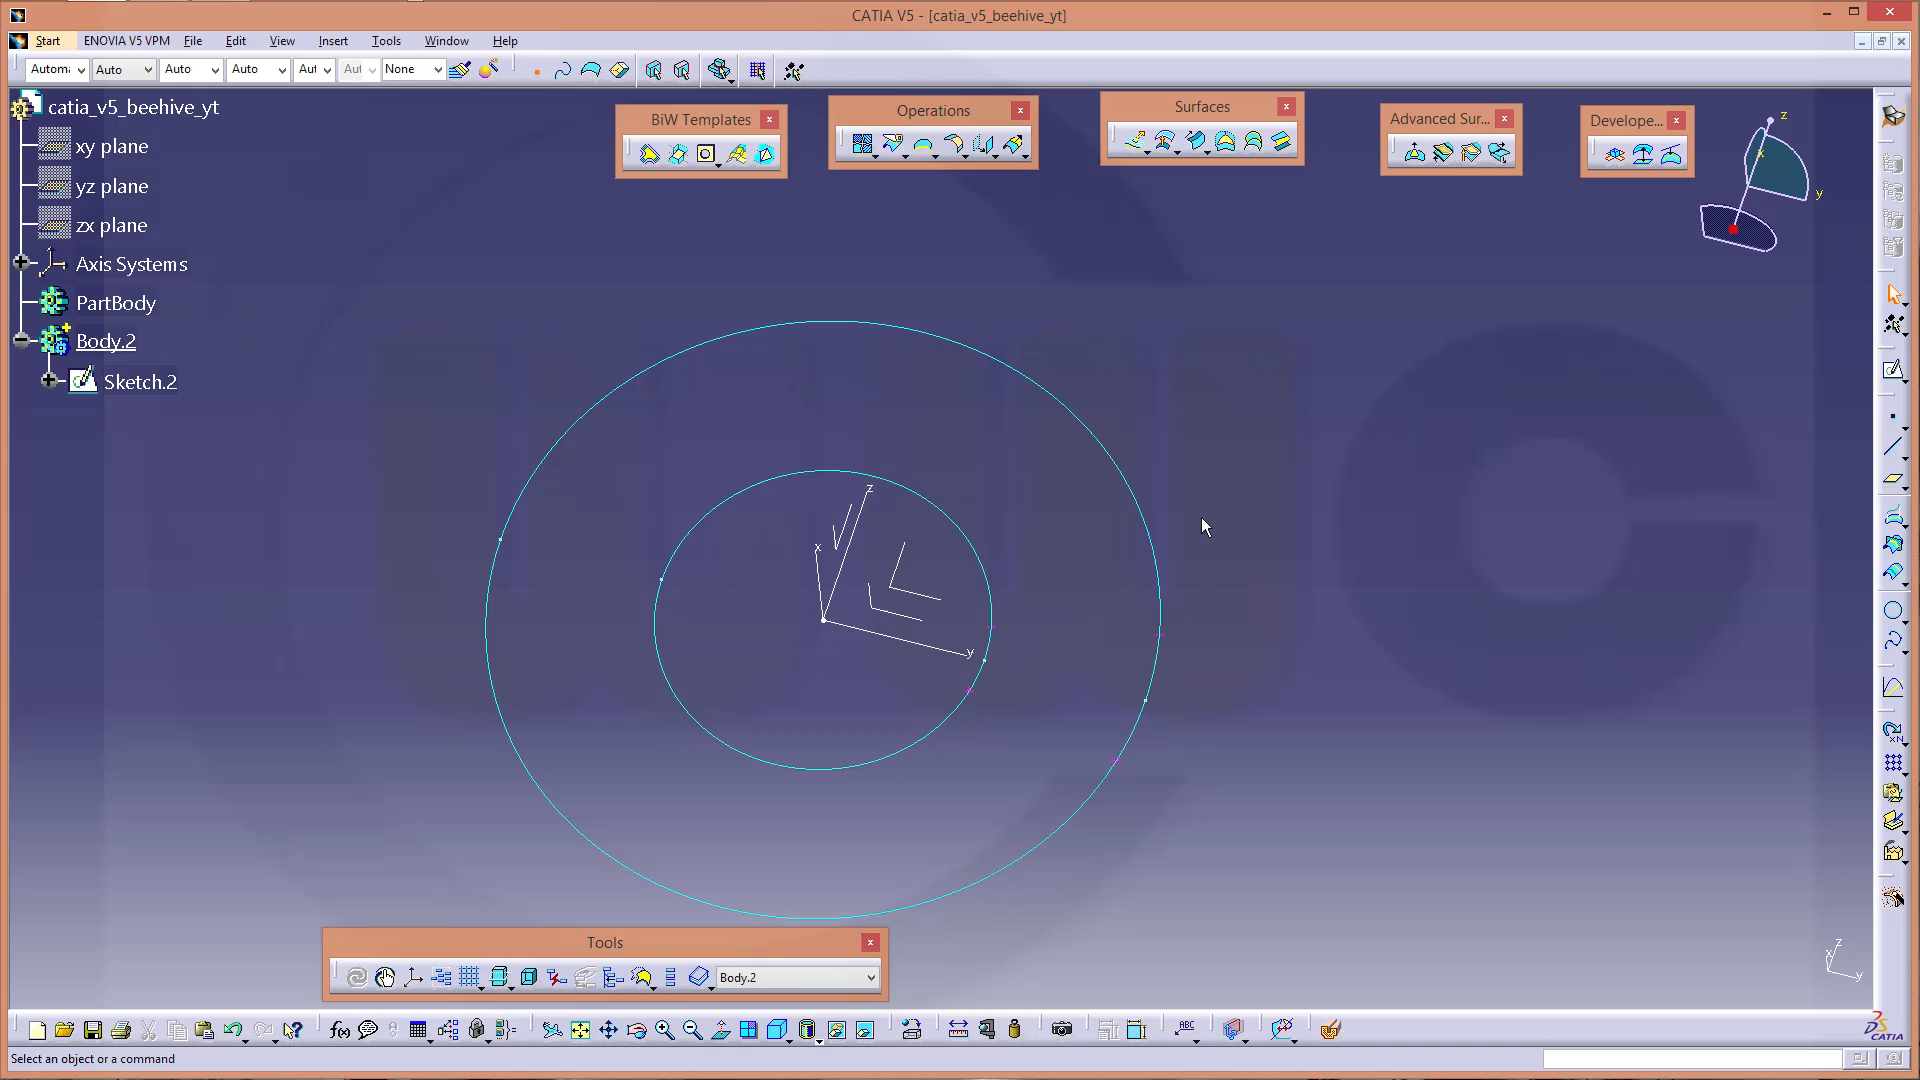 CATIA V5 - [catia_v5_beehive_yt]
Start ENOVIA V5 VPM File Edit View Insert Tools Window Help
Automa Auto Auto Auto Aut Aut None
catia_v5_beehive_yt
xy plane
yz plane
zx plane
Axis Systems
PartBody
Body.2
Sketch.2
BiW Templates
Operations
Surfaces
Advanced Sur...
Develope...
z
x
y
z
x
y
Tools
Body.2
z
x
y
f(x)
ABC
CATIA
Select an object or a command